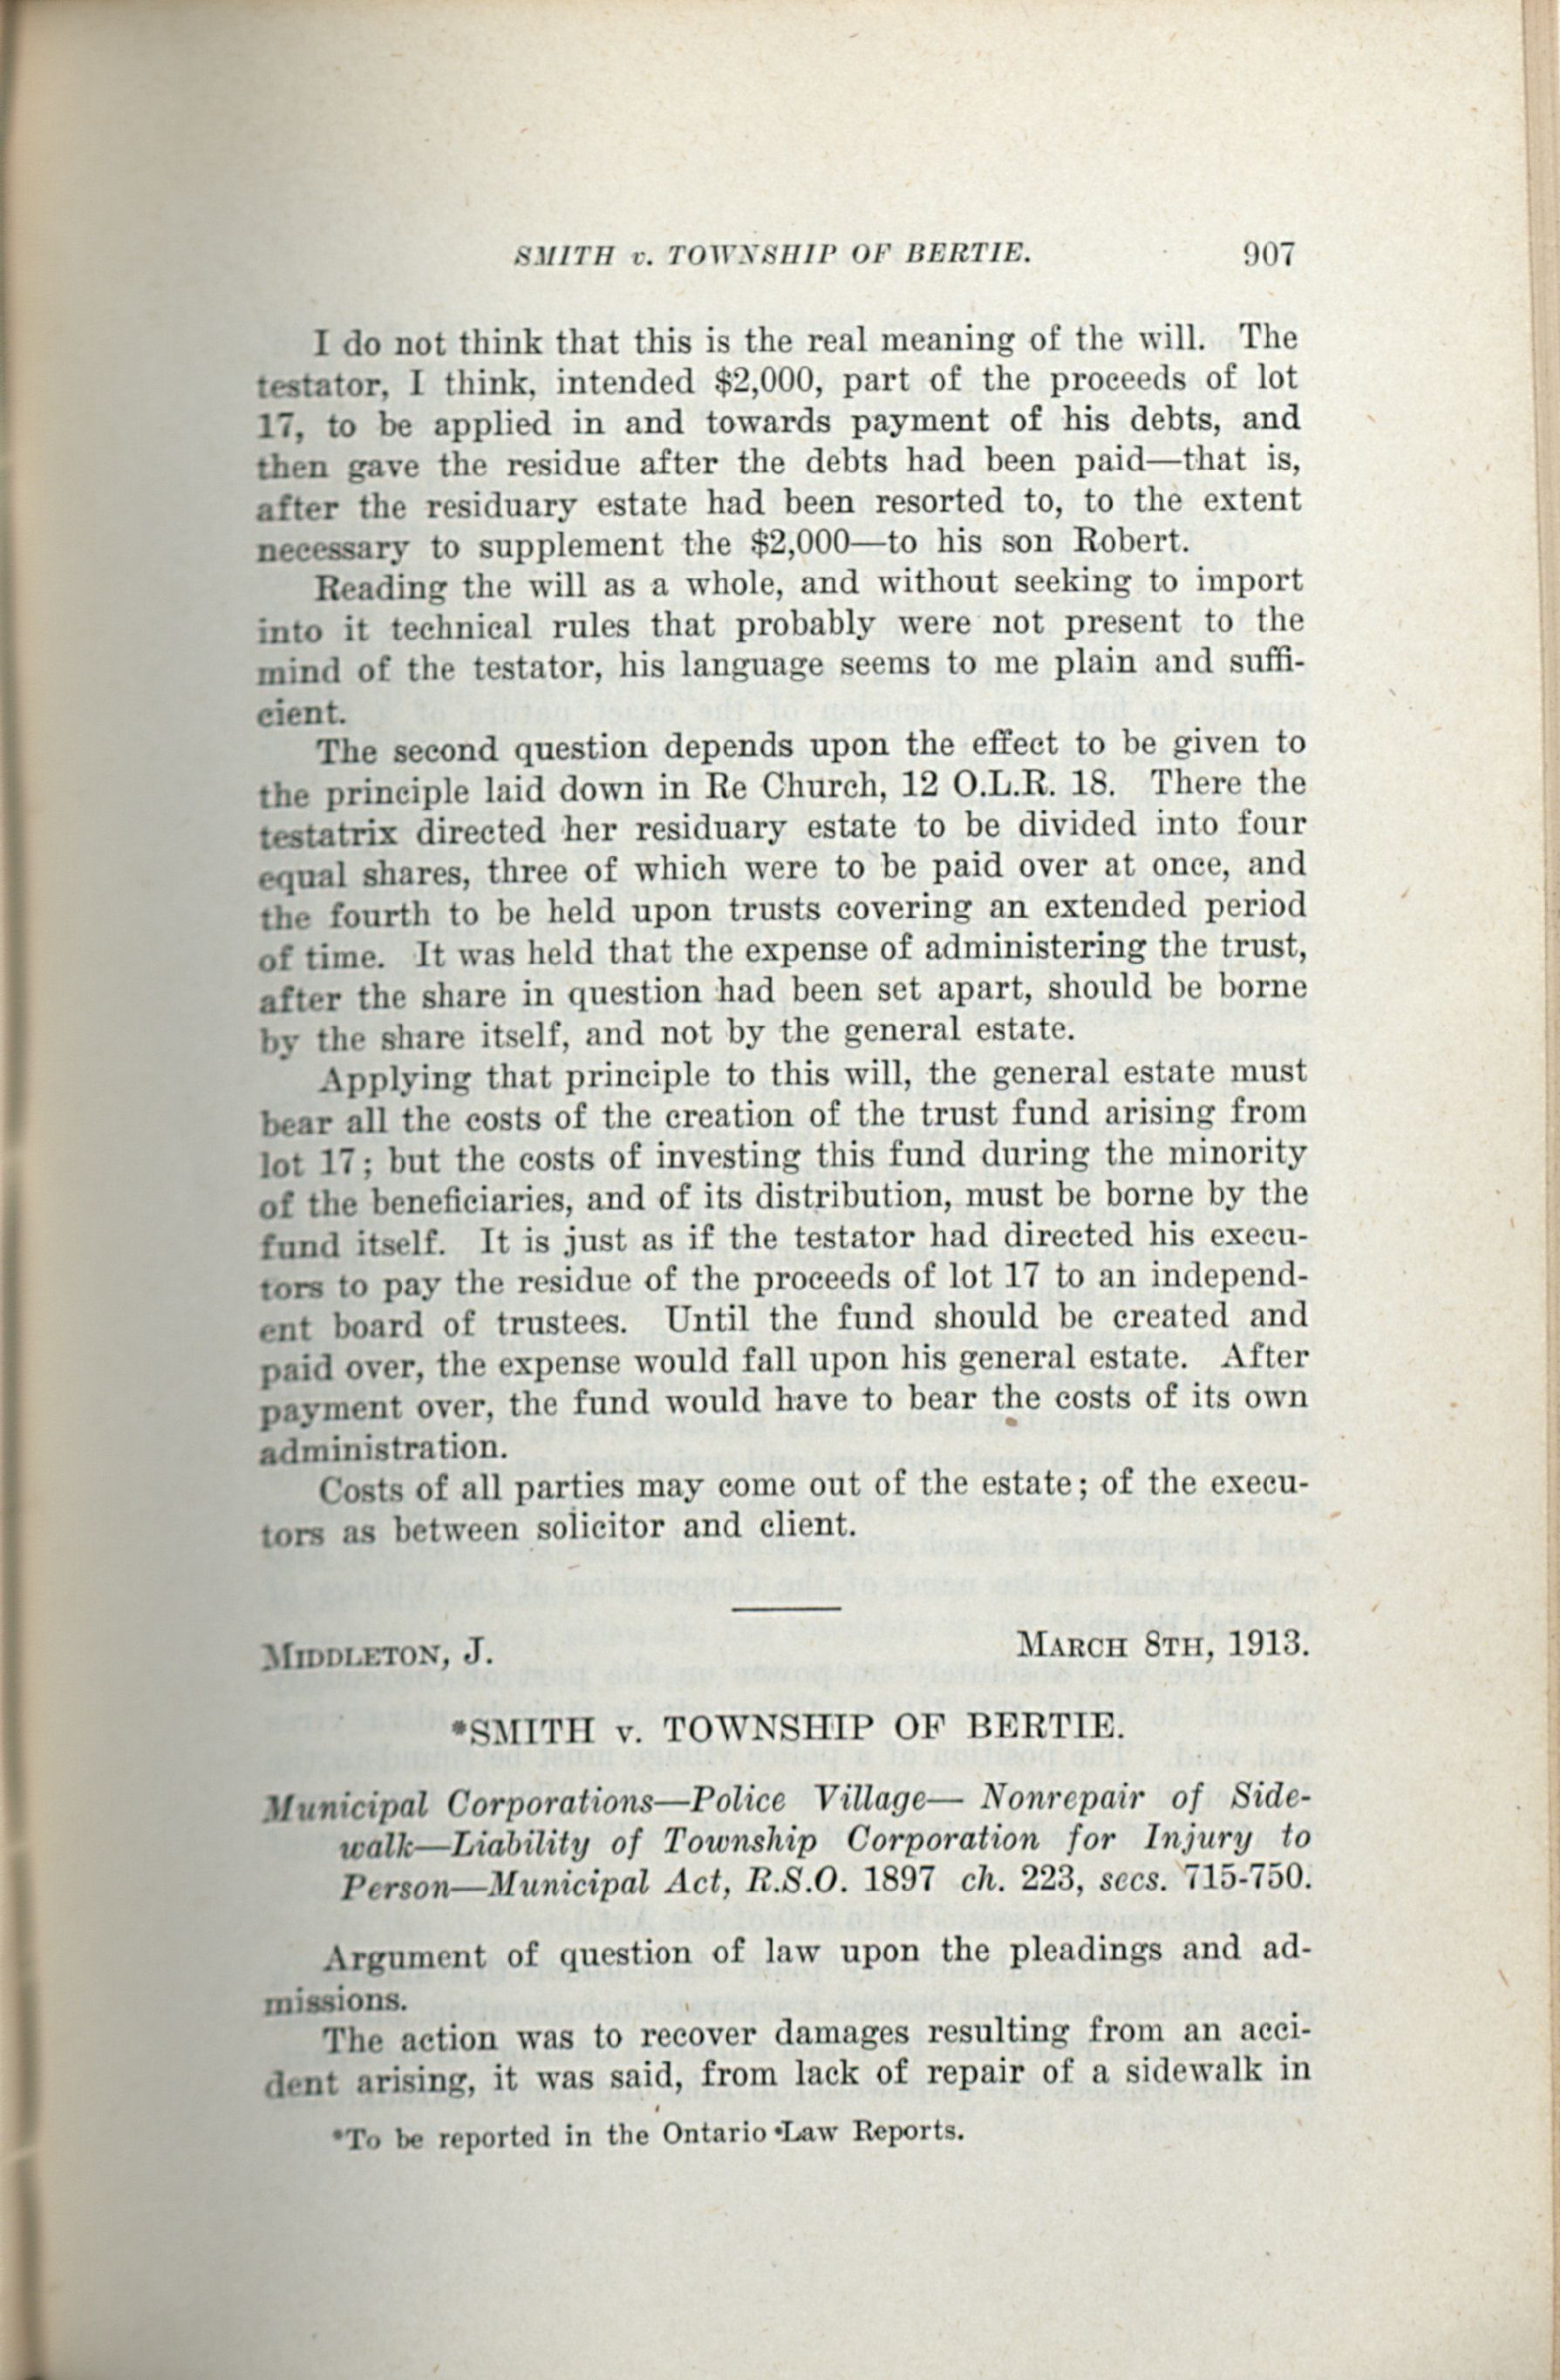 SMITH v. TOWNSHIP OF BERTIE. 907
I do not think that this is the real meaning of the will. The
testator, I think, intended $2,000, part of the proceeds of lot
17, to be applied in and towards payment of his debts, and
then gave the residue after the debts had been paid—that is,
after the residuary estate had been resorted to, to the extent
necessary to supplement the $2,000—to his son Robert.
Reading the will as a whole, and without seeking to import
into it technical rules that probably were not present to the
mind of the testator, his language seems to me plain and suffi-
cient.
The second question depends upon the effect to be given to
the principle laid down in Re Church, 12 O.L.R. 18. There the
testatrix directed her residuary estate to be divided into four
equal shares, three of which were to be paid over at once, and
the fourth to be held upon trusts covering an extended period
of time. It was held that the expense of administering the trust,
after the share in question had been set apart, should be borne
by the share itself, and not by the general estate.
Applying that principle to this will, the general estate must
bear all the costs of the creation of the trust fund arising from
lot 17; but the costs of investing this fund during the minority
of the beneficiaries, and of its distribution, must be borne by the
fund itself. It is just as if the testator had directed his execu-
tors to pay the residue of the proceeds of lot 17 to an independ-
ent board of trustees. Until the fund should be created and
paid over, the expense would fall upon his general estate. After
payment over, the fund would have to bear the costs of its own
administration.
Costs of all parties may come out of the estate; of the execu-
tors as between solicitor and client.
MIDDLETON, J. MARCH 8TH, 1913.
*SMITH v. TOWNSHIP OF BERTIE.
Municipal Corporations—Police Village— Nonrepair of Side-
walk—Liability of Township Corporation for Injury to
Person—Municipal Act, R.S.O. 1897 ch. 223, secs. 715-750.
Argument of question of law upon the pleadings and ad-
missions.
The action was to recover damages resulting from an acci-
dent arising, it was said, from lack of repair of a sidewalk in
*To be reported in the Ontario Law Reports.